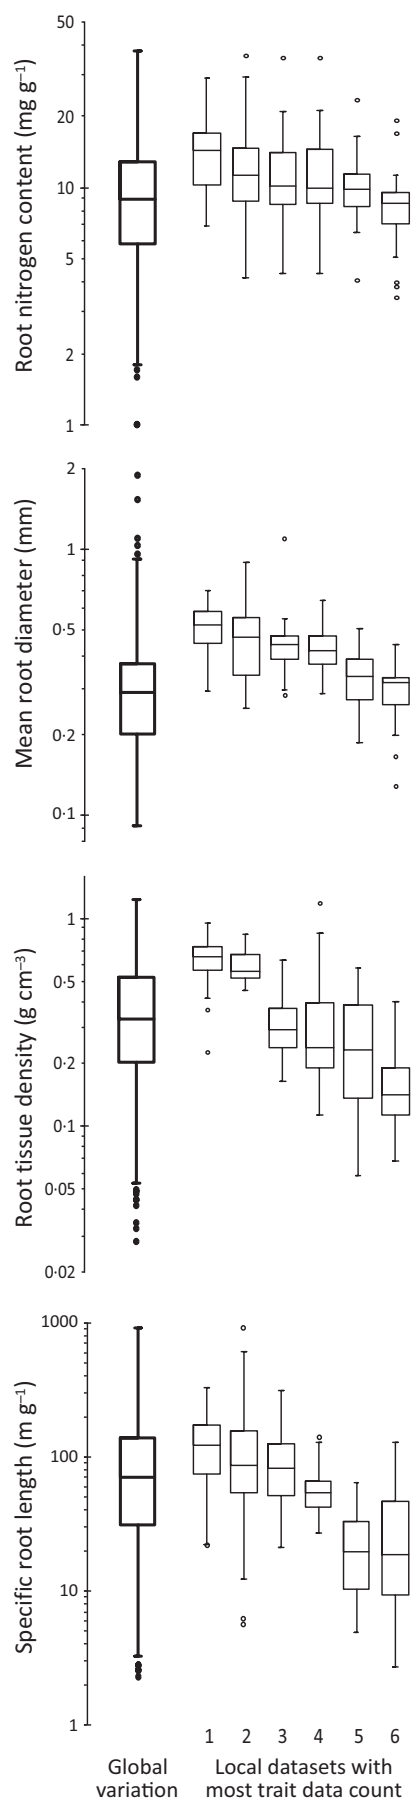 Root nitrogen content (mg g⁻¹)
50
20
10
5
2
1
Mean root diameter (mm)
2
1
0·5
0·2
0·1
Root tissue density (g cm⁻³)
1
0·5
0·2
0·1
0·05
0·02
Specific root length (m g⁻¹)
1000
100
10
1
1 2 3 4 5 6
Global variation
Local datasets with
most trait data count